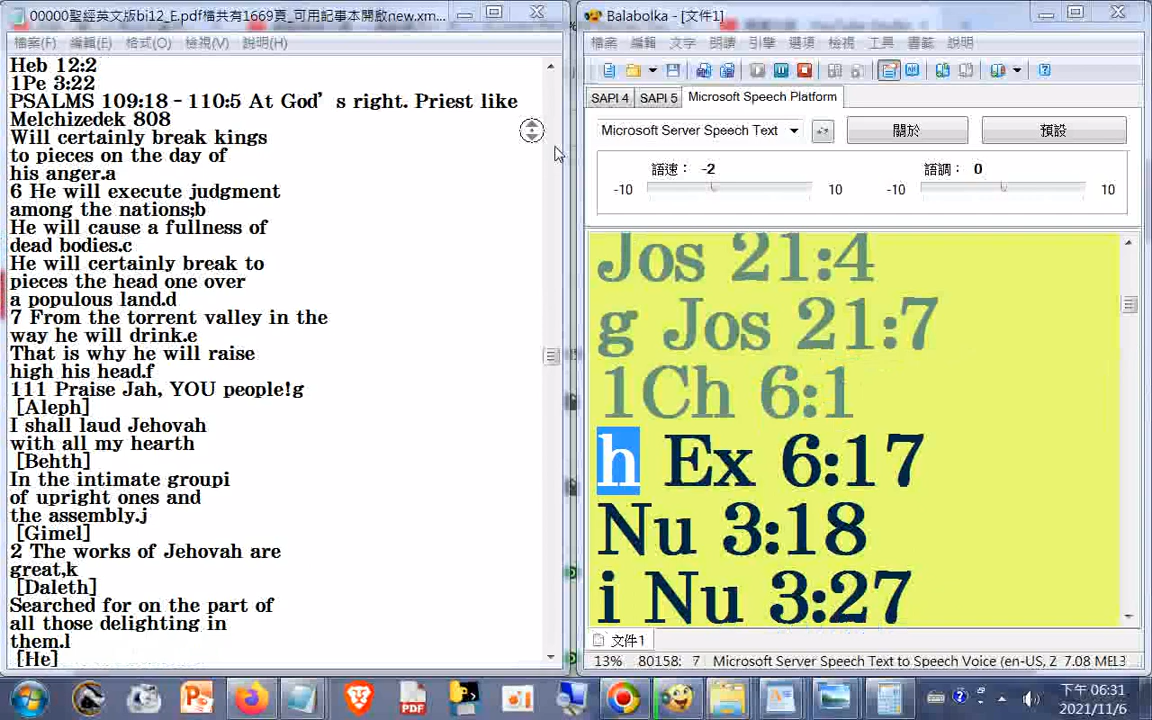 00000聖經英文版bi12_E.pdf檔共有1669頁_可用記事本開啟new.xm...
檔案(F) 編輯(E) 格式(O) 檢視(V) 說明(H)
Heb 12:2
1Pe 3:22
PSALMS 109:18–110:5 At God’s right. Priest like
Melchizedek 808
Will certainly break kings
to pieces on the day of
his anger.a
6 He will execute judgment
among the nations;b
He will cause a fullness of
dead bodies.c
He will certainly break to
pieces the head one over
a populous land.d
7 From the torrent valley in the
way he will drink.e
That is why he will raise
high his head.f
111 Praise Jah, YOU people!g
[Aleph]
I shall laud Jehovah
with all my hearth
[Behth]
In the intimate groupi
of upright ones and
the assembly.j
[Gimel]
2 The works of Jehovah are
great,k
[Daleth]
Searched for on the part of
all those delighting in
them.l
[He]
Balabolka - [文件1]
檔案 編輯 文字 朗讀 引擎 選項 檢視 工具 書籤 說明
SAPI 4 SAPI 5 Microsoft Speech Platform
Microsoft Server Speech Text 關於 預設
語速: -2 語調: 0
-10 10 -10 10
Jos 21:4
g Jos 21:7
1Ch 6:1
h Ex 6:17
Nu 3:18
i Nu 3:27
文件1
13% 80158: 7 Microsoft Server Speech Text to Speech Voice (en-US, Z 7.08 ME
PDF
下午 06:31
2021/11/6